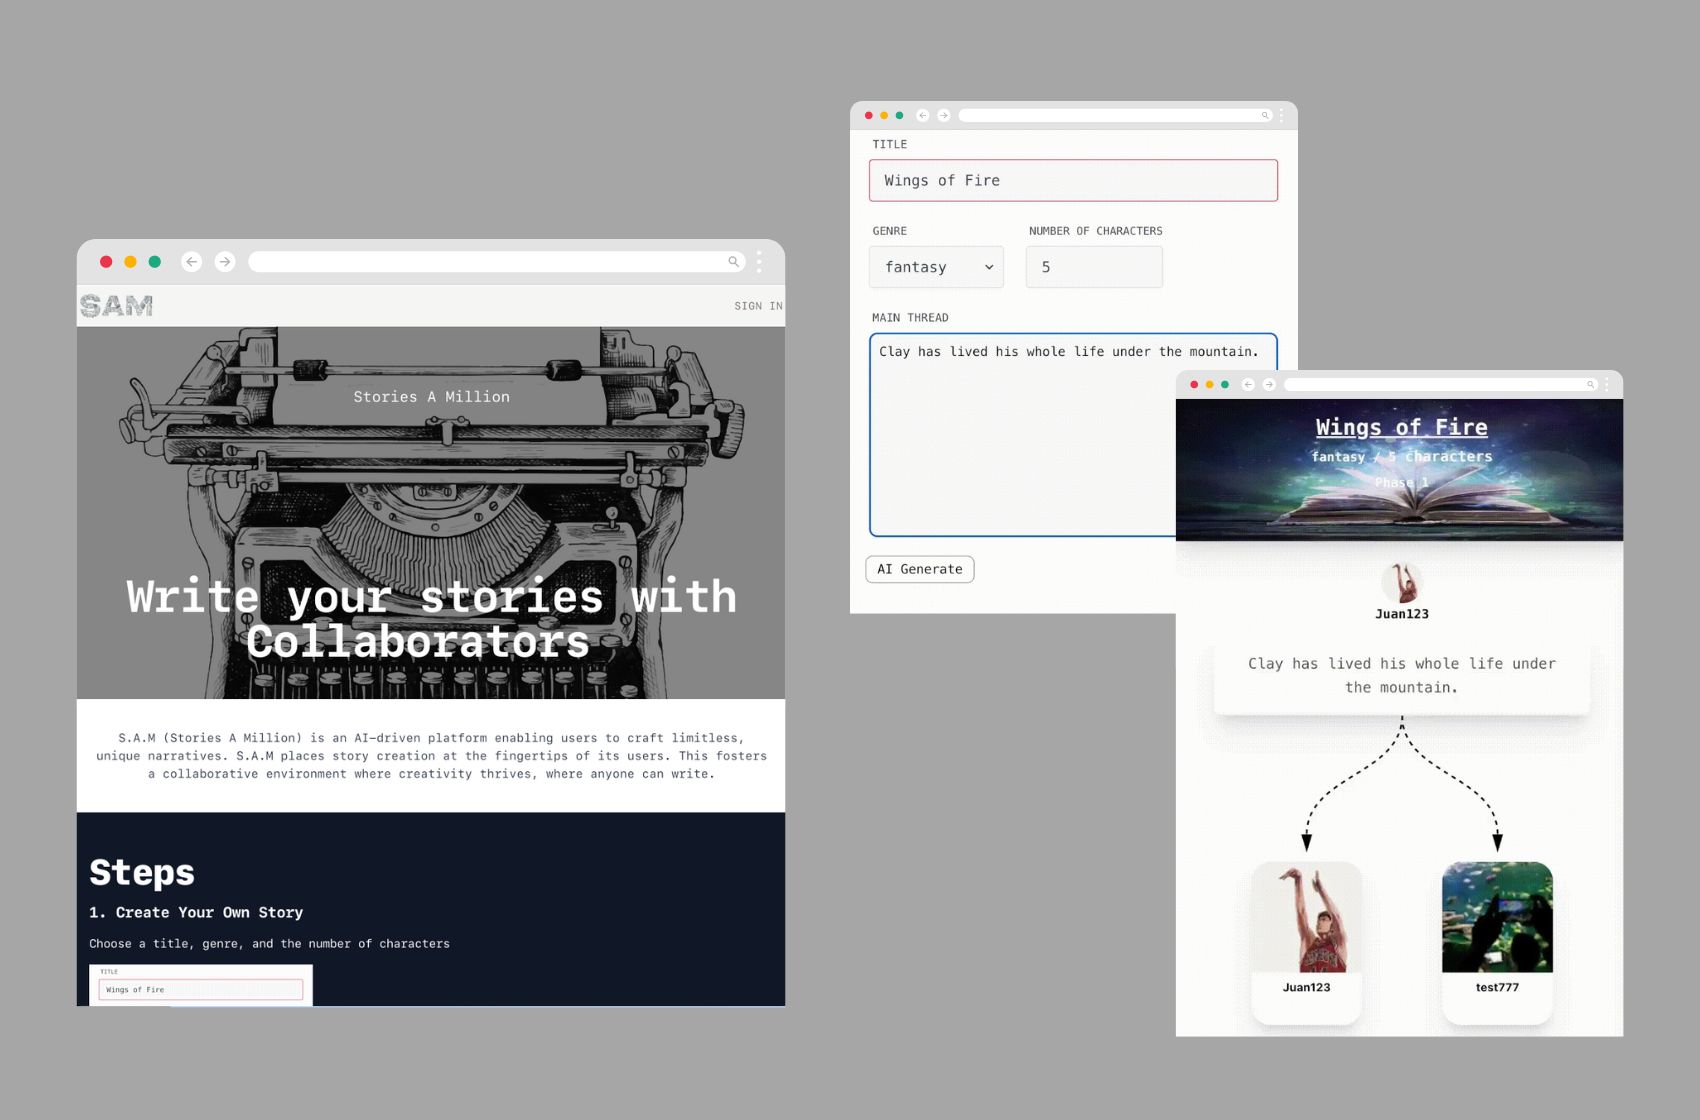 SAM
SIGN IN
Stories A Million
Write your stories with
Collaborators
S.A.M (Stories A Million) is an AI-driven platform enabling users to craft limitless,
unique narratives. S.A.M places story creation at the fingertips of its users. This fosters
a collaborative environment where creativity thrives, where anyone can write.
Steps
1. Create Your Own Story
Choose a title, genre, and the number of characters
TITLE
Wings of Fire
TITLE
Wings of Fire
GENRE
NUMBER OF CHARACTERS
fantasy
5
MAIN THREAD
Clay has lived his whole life under the mountain.
AI Generate
Wings of Fire
fantasy / 5 characters
Phase 1
Juan123
Clay has lived his whole life under
the mountain.
Juan123
test777